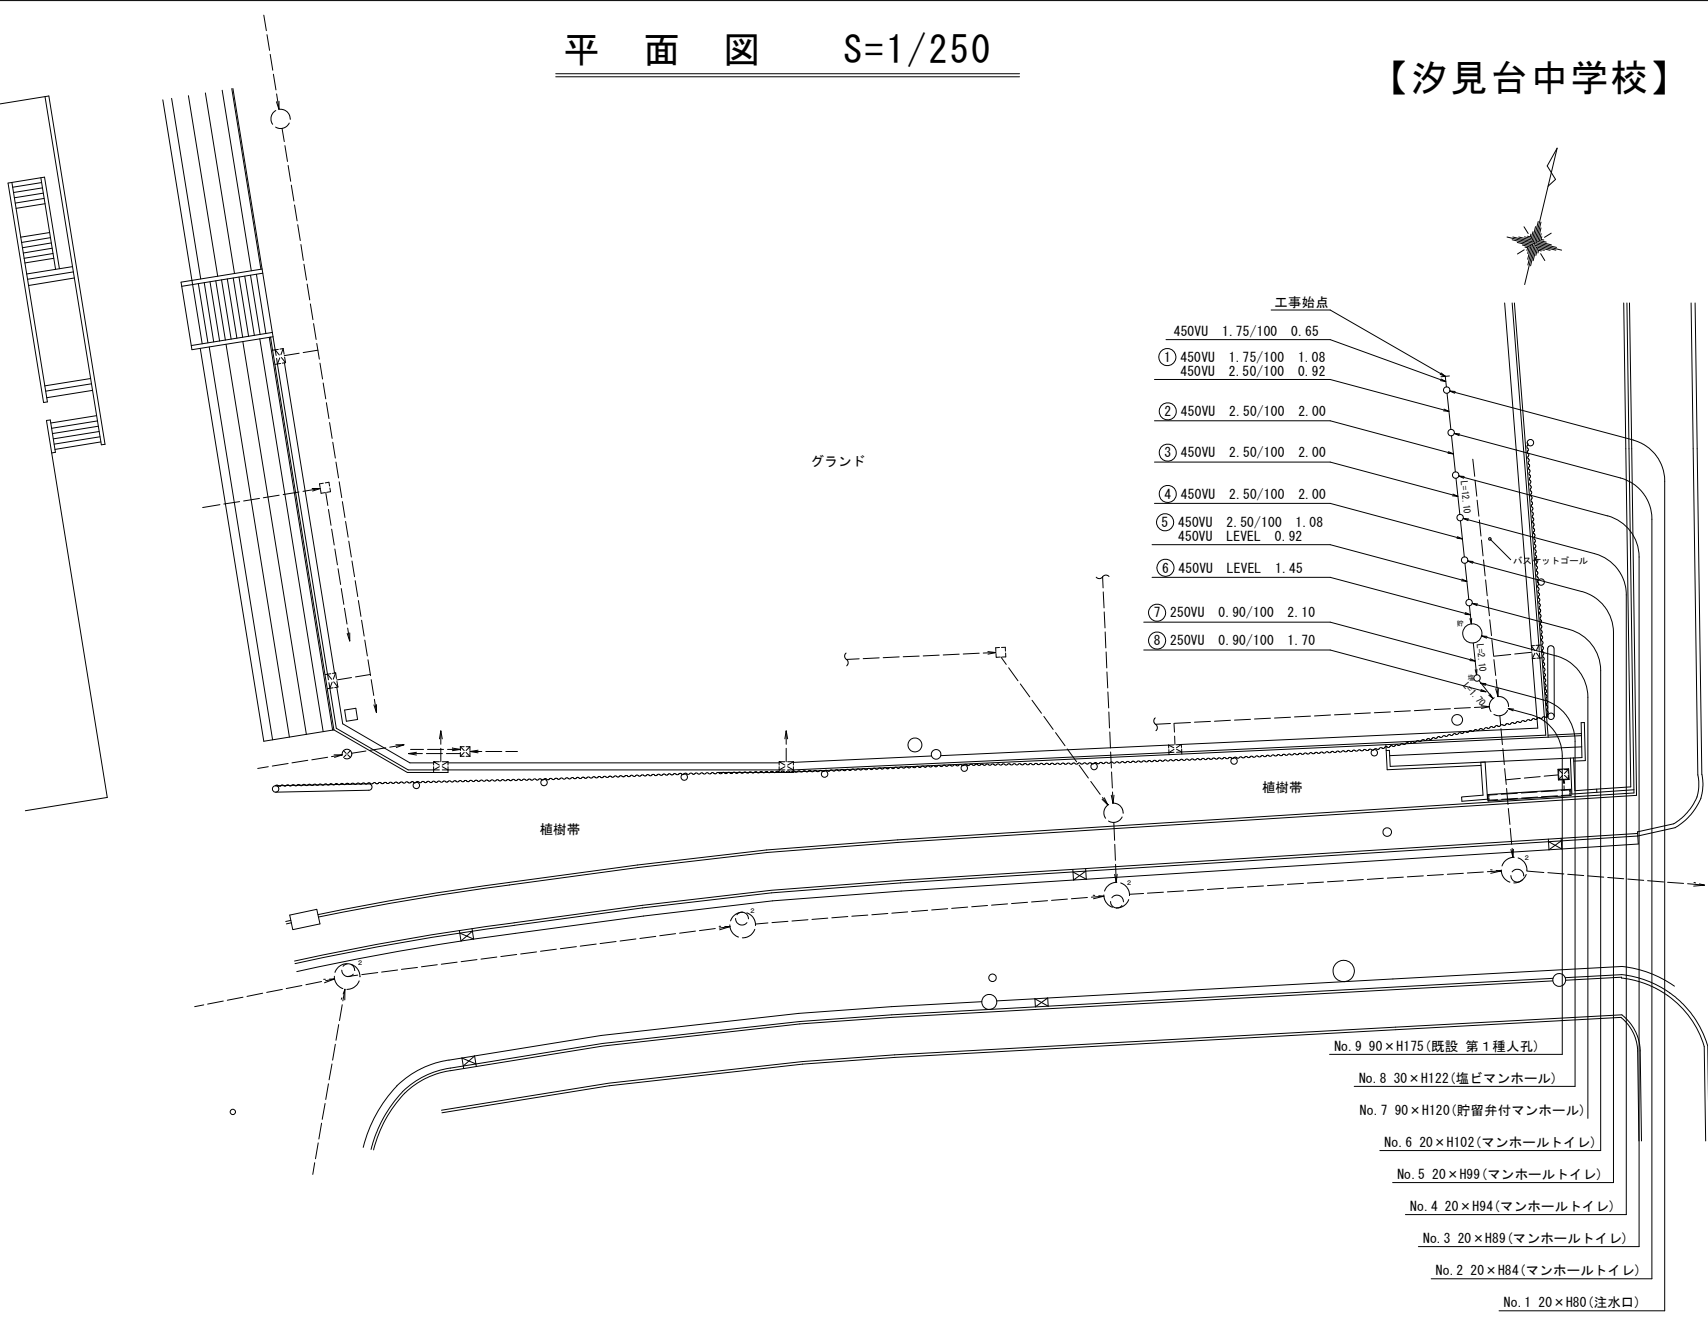 平 面 図 S=1/250
【汐見台中学校】
工事始点
450VU 1.75/100 0.65
① 450VU 1.75/100 1.08
450VU 2.50/100 0.92
② 450VU 2.50/100 2.00
③ 450VU 2.50/100 2.00
④ 450VU 2.50/100 2.00
⑤ 450VU 2.50/100 1.08
450VU LEVEL 0.92
⑥ 450VU LEVEL 1.45
⑦ 250VU 0.90/100 2.10
⑧ 250VU 0.90/100 1.70
グランド
L=12.10
バスケットゴール
貯
L=2.10
L=1.70
植樹帯
植樹帯
2
2
2
2
No.9 90×H175(既設 第1種人孔)
No.8 30×H122(塩ビマンホール)
No.7 90×H120(貯留弁付マンホール)
No.6 20×H102(マンホールトイレ)
No.5 20×H99(マンホールトイレ)
No.4 20×H94(マンホールトイレ)
No.3 20×H89(マンホールトイレ)
No.2 20×H84(マンホールトイレ)
No.1 20×H80(注水口)